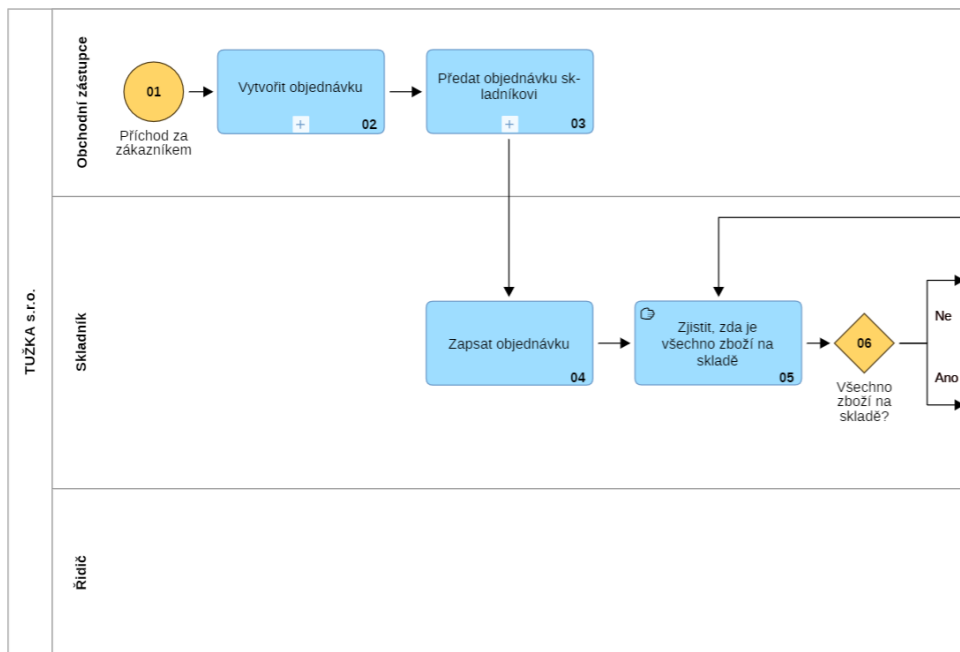 TUŽKA s.r.o.
Obchodní zástupce
01
Příchod za
zákazníkem
Vytvořit objednávku
02
Předat objednávku sk-
ladníkovi
03
Skladník
Zapsat objednávku
04
Zjistit, zda je
všechno zboží na
skladě
05
06
Všechno
zboží na
skladě?
Ne
Ano
Řidič